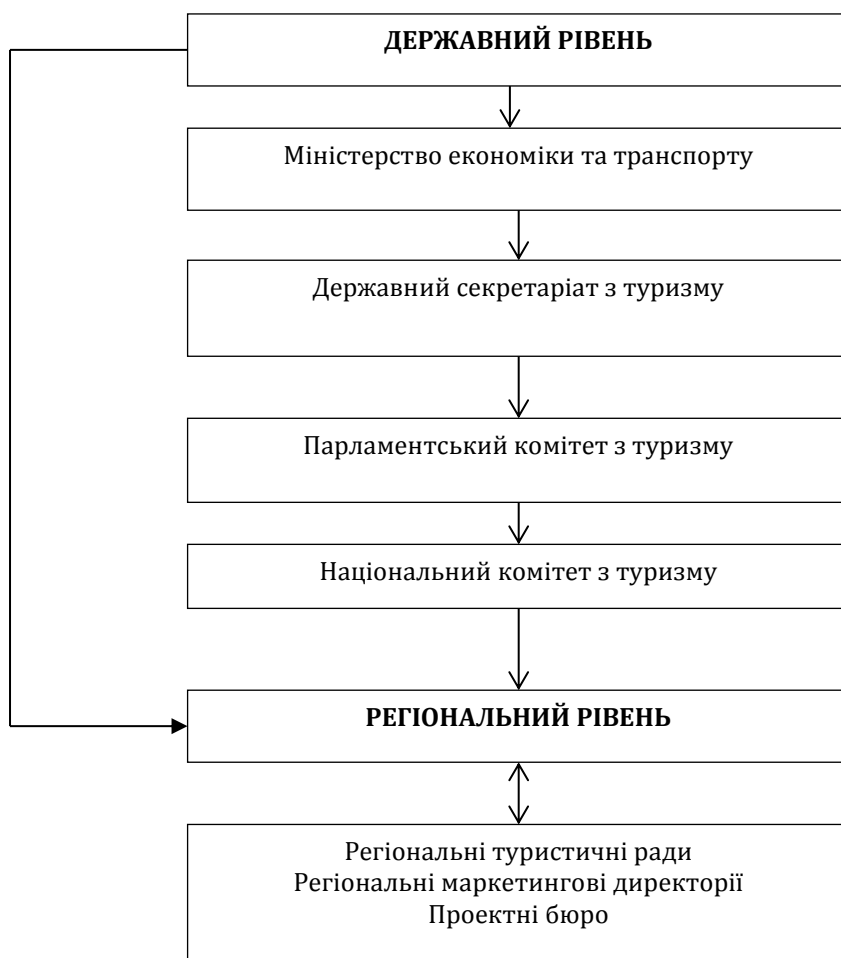 ДЕРЖАВНИЙ РІВЕНЬ
Міністерство економіки та транспорту
Державний секретаріат з туризму
Парламентський комітет з туризму
Національний комітет з туризму
РЕГІОНАЛЬНИЙ РІВЕНЬ
Регіональні туристичні ради
Регіональні маркетингові директорії
Проектні бюро